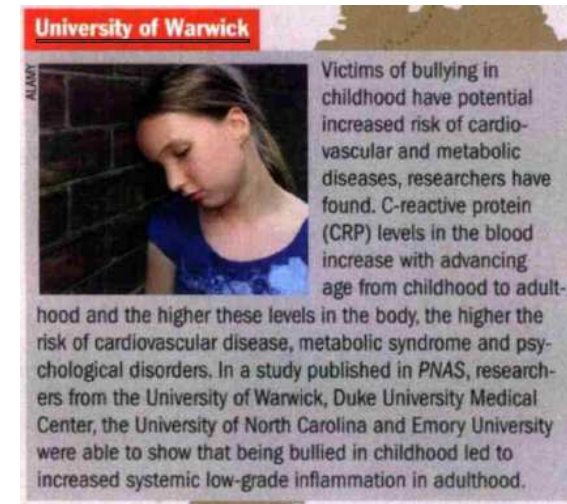 University of Warwick
ALAMY
Victims of bullying in
childhood have potential
increased risk of cardio-
vascular and metabolic
diseases, researchers have
found. C-reactive protein
(CRP) levels in the blood
increase with advancing
age from childhood to adult-
hood and the higher these levels in the body, the higher the
risk of cardiovascular disease, metabolic syndrome and psy-
chological disorders. In a study published in PNAS, research-
ers from the University of Warwick, Duke University Medical
Center, the University of North Carolina and Emory University
were able to show that being bullied in childhood led to
increased systemic low-grade inflammation in adulthood.